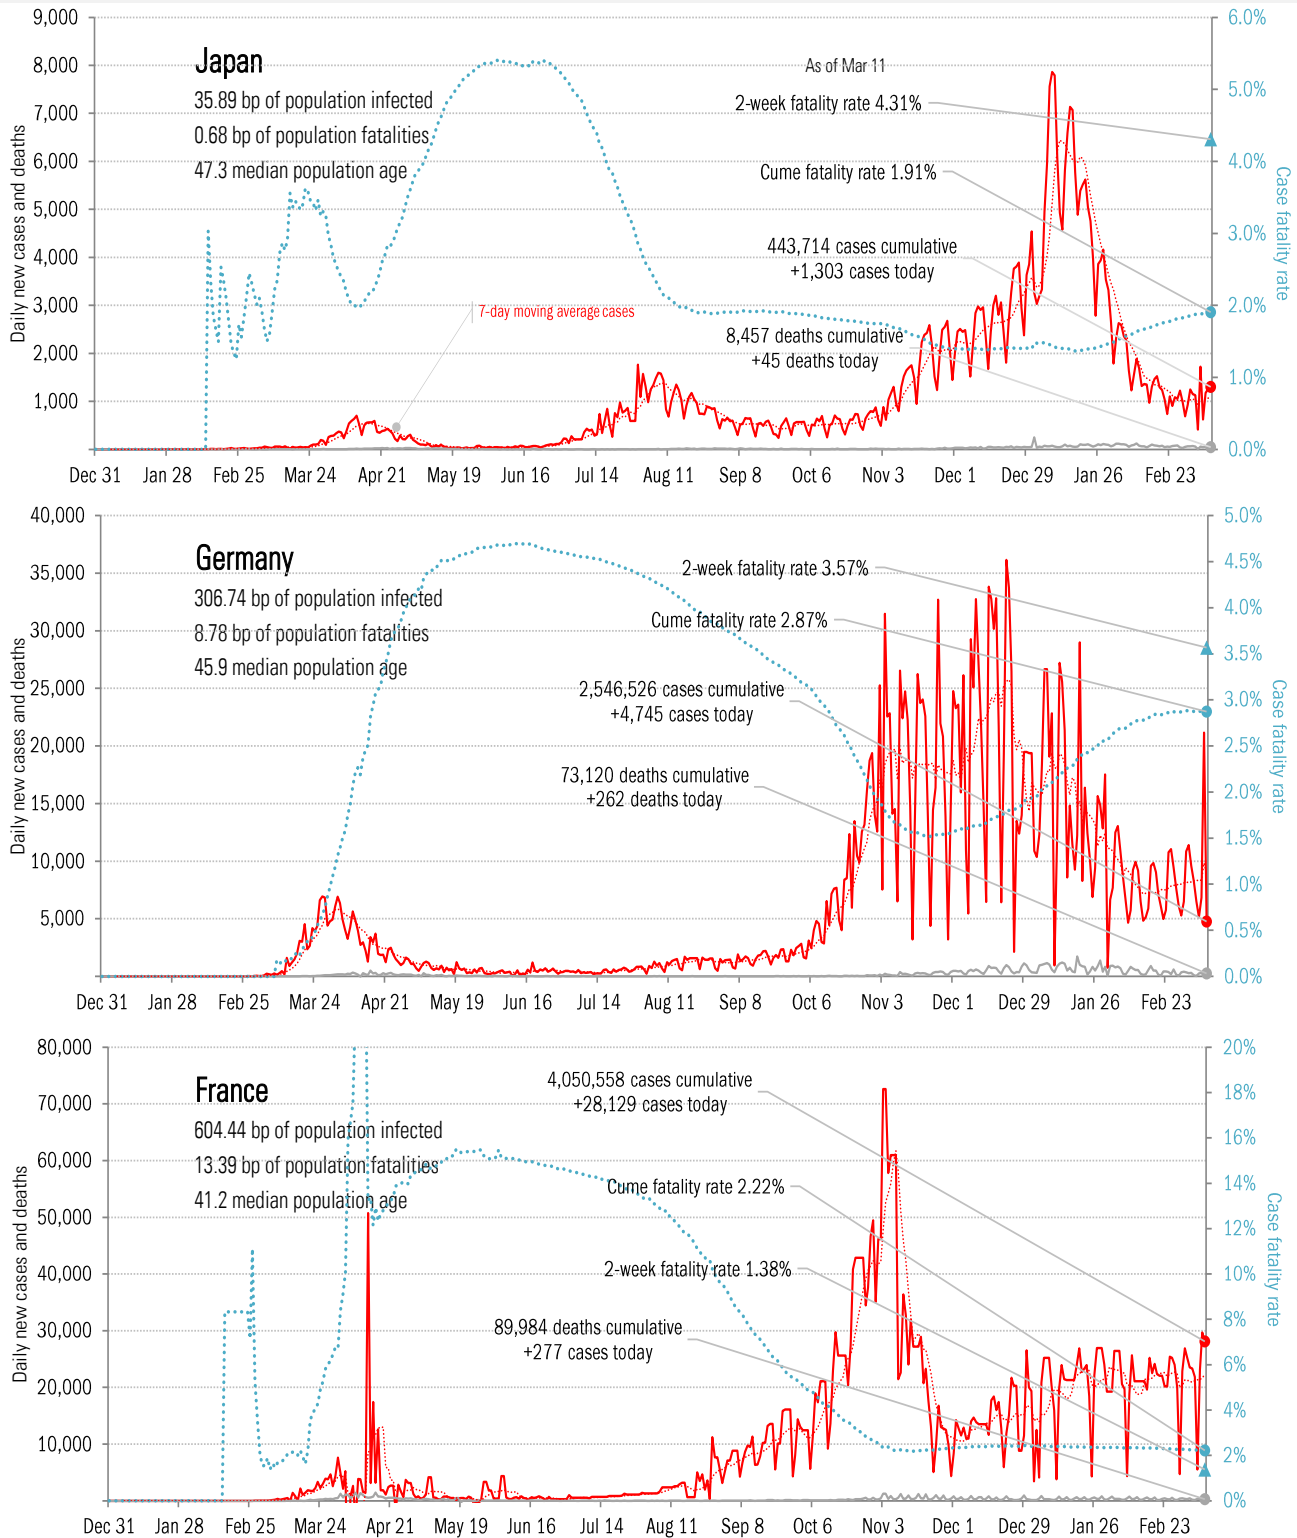 9,000
8,000
7,000
6,000
5,000
4,000
3,000
2,000
1,000
Daily new cases and deaths
6.0%
5.0%
4.0%
3.0%
2.0%
1.0%
0.0%
Case fatality rate
Japan
35.89 bp of population infected
0.68 bp of population fatalities
47.3 median population age
As of Mar 11
2-week fatality rate 4.31%
Cume fatality rate 1.91%
443,714 cases cumulative
+1,303 cases today
7-day moving average cases
8,457 deaths cumulative
+45 deaths today
Dec 31 Jan 28 Feb 25 Mar 24 Apr 21 May 19 Jun 16 Jul 14 Aug 11 Sep 8 Oct 6 Nov 3 Dec 1 Dec 29 Jan 26 Feb 23
40,000
35,000
30,000
25,000
20,000
15,000
10,000
5,000
Daily new cases and deaths
5.0%
4.5%
4.0%
3.5%
3.0%
2.5%
2.0%
1.5%
1.0%
0.5%
0.0%
Case fatality rate
Germany
306.74 bp of population infected
8.78 bp of population fatalities
45.9 median population age
2-week fatality rate 3.57%
Cume fatality rate 2.87%
2,546,526 cases cumulative
+4,745 cases today
73,120 deaths cumulative
+262 deaths today
Dec 31 Jan 28 Feb 25 Mar 24 Apr 21 May 19 Jun 16 Jul 14 Aug 11 Sep 8 Oct 6 Nov 3 Dec 1 Dec 29 Jan 26 Feb 23
80,000
70,000
60,000
50,000
40,000
30,000
20,000
10,000
Daily new cases and deaths
20%
18%
16%
14%
12%
10%
8%
6%
4%
2%
0%
Case fatality rate
France
604.44 bp of population infected
13.39 bp of population fatalities
41.2 median population age
4,050,558 cases cumulative
+28,129 cases today
Cume fatality rate 2.22%
2-week fatality rate 1.38%
89,984 deaths cumulative
+277 cases today
Dec 31 Jan 28 Feb 25 Mar 24 Apr 21 May 19 Jun 16 Jul 14 Aug 11 Sep 8 Oct 6 Nov 3 Dec 1 Dec 29 Jan 26 Feb 23